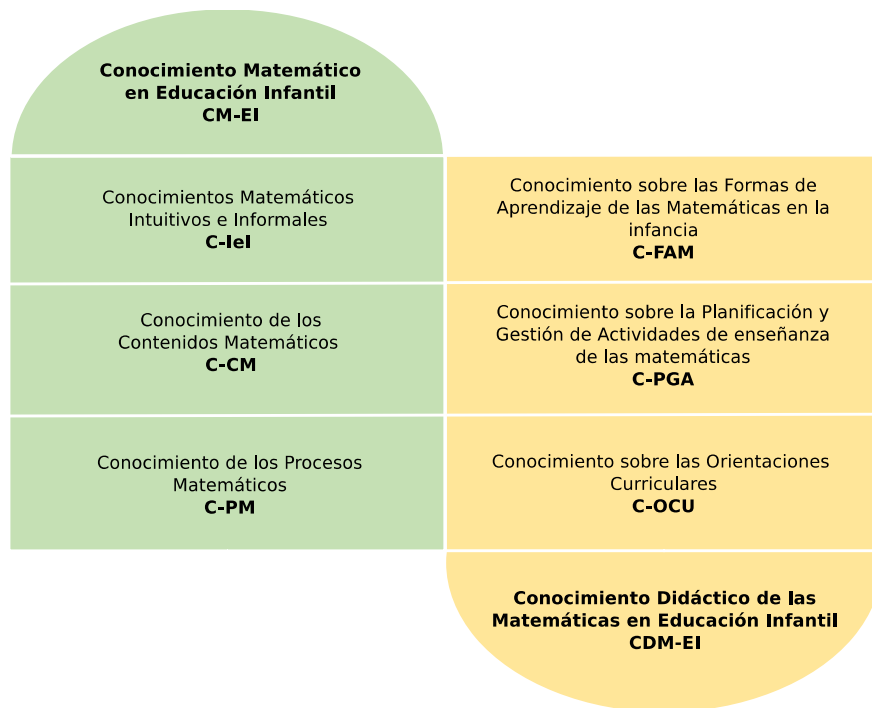 Conocimiento Matemático
en Educación Infantil
CM-EI
Conocimientos Matemáticos
Intuitivos e Informales
C-IeI
Conocimiento de los
Contenidos Matemáticos
C-CM
Conocimiento de los Procesos
Matemáticos
C-PM
Conocimiento sobre las Formas de
Aprendizaje de las Matemáticas en la
infancia
C-FAM
Conocimiento sobre la Planificación y
Gestión de Actividades de enseñanza
de las matemáticas
C-PGA
Conocimiento sobre las Orientaciones
Curriculares
C-OCU
Conocimiento Didáctico de las
Matemáticas en Educación Infantil
CDM-EI